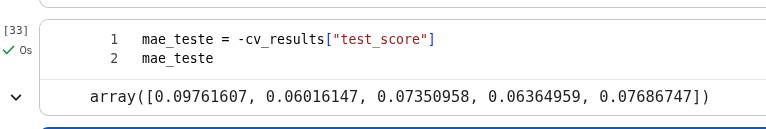 [33]
0s
1 mae_teste = -cv_results["test_score"]
2 mae_teste
array([0.09761607, 0.06016147, 0.07350958, 0.06364959, 0.07686747])